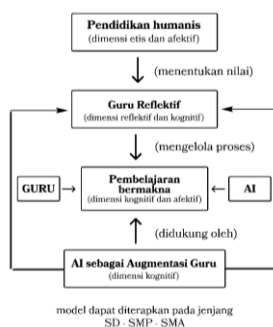 Pendidikan humanis
(dimensi etis dan afektif)
(menentukan nilai)
Guru Reflektif
(dimensi reflektif dan kognitif)
(mengelola proses)
GURU
Pembelajaran
bermakna
(dimensi kognitif dan afektif)
AI
(didukung oleh)
AI sebagai Augmentasi Guru
(dimensi kognitif)
model dapat diterapkan pada jenjang
SD - SMP - SMA